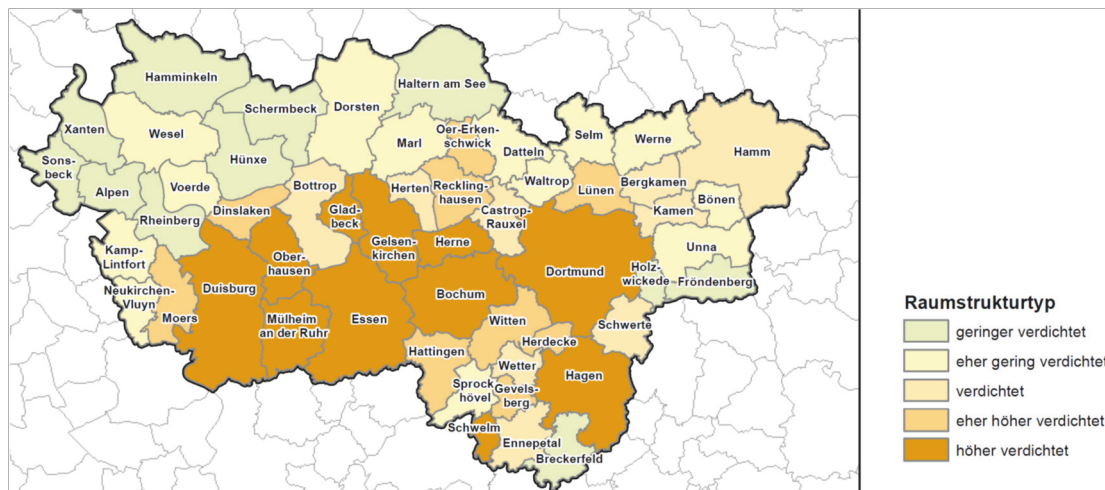 Hamminkeln
Haltern am See
Schermbeck
Dorsten
Xanten
Wesel
Oer-Erken-
schwick
Selm
Werne
Marl
Datteln
Hamm
Sons-
beck
Hünxe
Alpen
Voerde
Bottrop
Herten
Reckling-
hausen
Waltrop
Lünen
Bergkamen
Bönen
Rheinberg
Dinslaken
Glad-
beck
Castrop-
Rauxel
Kamen
Kamp-
Lintfort
Gelsen-
kirchen
Herne
Unna
Ober-
hausen
Dortmund
Holz-
wickede
Fröndenberg
Neukirchen-
Vluyn
Duisburg
Bochum
Moers
Mülheim
an der Ruhr
Essen
Witten
Schwerte
Herdecke
Hattingen
Wetter
Hagen
Sprock
hövel
Gevels-
berg
Schwelm
Ennepetal
Breckerfeld
Raumstrukturtyp
geringer verdichtet
eher gering verdichtet
verdichtet
eher höher verdichtet
höher verdichtet